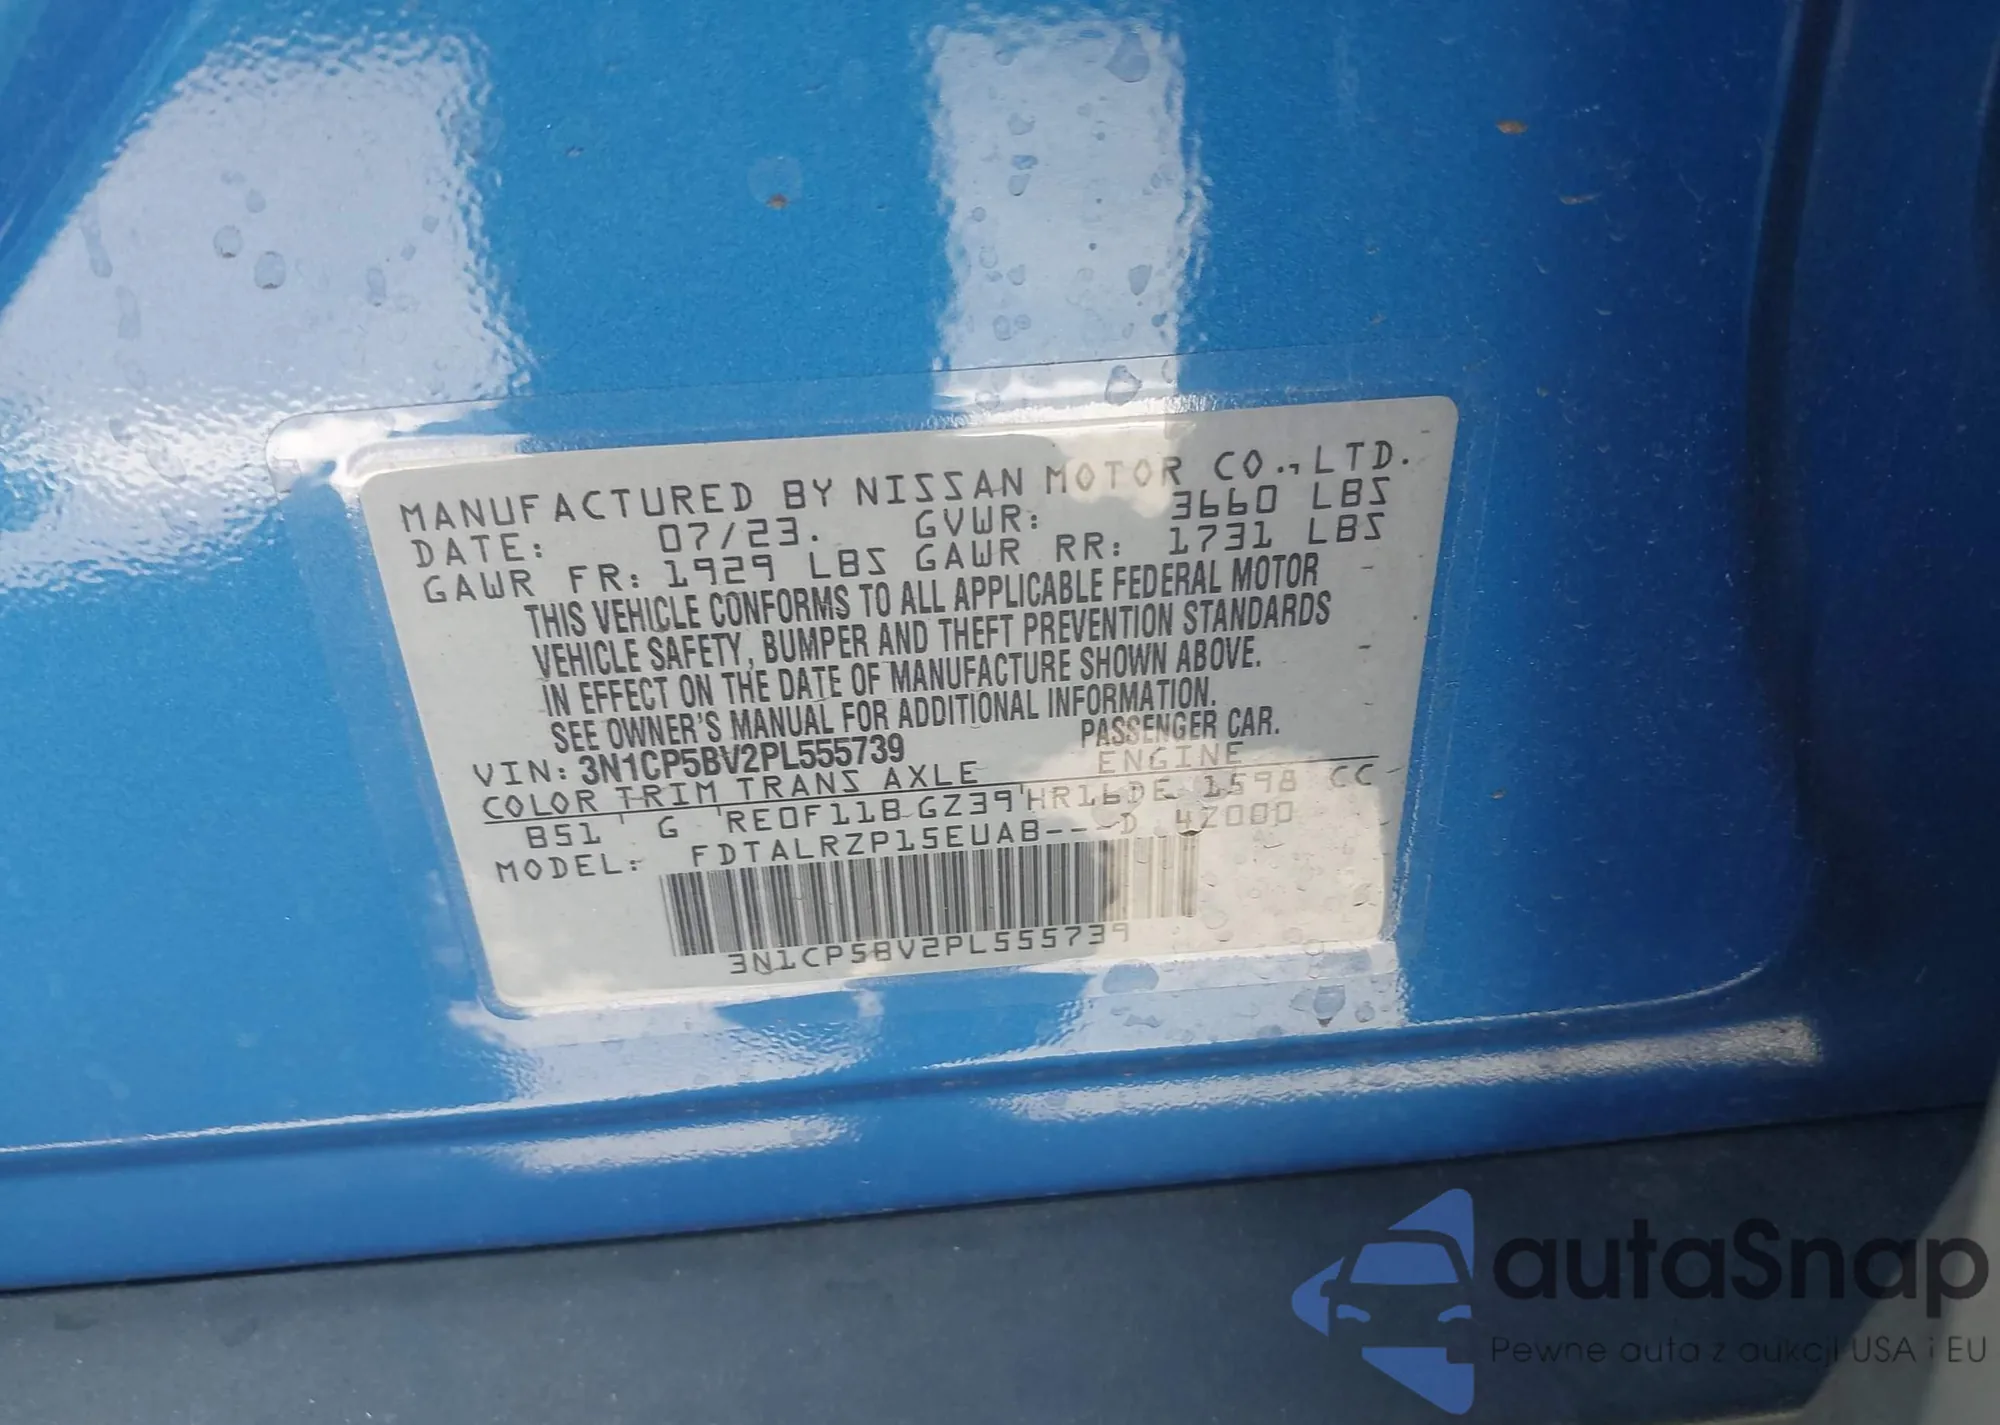 MANUFACTURED BY NISSAN MOTOR CO.,LTD.
DATE: 07/23. GVWR: 3660 LBS
GAWR FR: 1929 LBS GAWR RR: 1731 LBS
THIS VEHICLE CONFORMS TO ALL APPLICABLE FEDERAL MOTOR
VEHICLE SAFETY, BUMPER AND THEFT PREVENTION STANDARDS
IN EFFECT ON THE DATE OF MANUFACTURE SHOWN ABOVE.
SEE OWNER'S MANUAL FOR ADDITIONAL INFORMATION.
VIN: 3N1CP5BV2PL555739 PASSENGER CAR.
COLOR TRIM TRANS AXLE ENGINE
B51 G RE0F11B GZ39 HR16DE 1598 CC
MODEL: FDTALRZP15EUAB---D 4Z000
3N1CP5BV2PL555739
autaSnap
Pewne auta z aukcji USA i EU